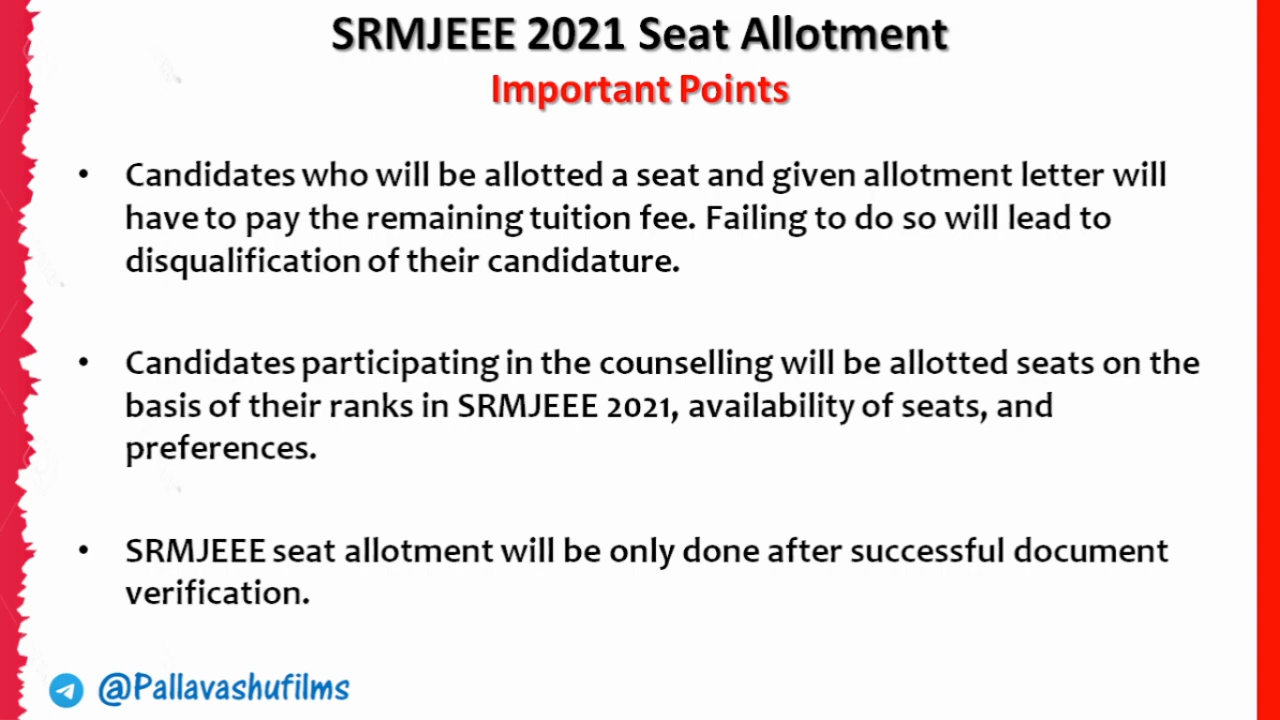 SRMJEEE 2021 Seat Allotment
Important Points
• Candidates who will be allotted a seat and given allotment letter will
have to pay the remaining tuition fee. Failing to do so will lead to
disqualification of their candidature.
• Candidates participating in the counselling will be allotted seats on the
basis of their ranks in SRMJEEE 2021, availability of seats, and
preferences.
• SRMJEEE seat allotment will be only done after successful document
verification.
@Pallavashufilms